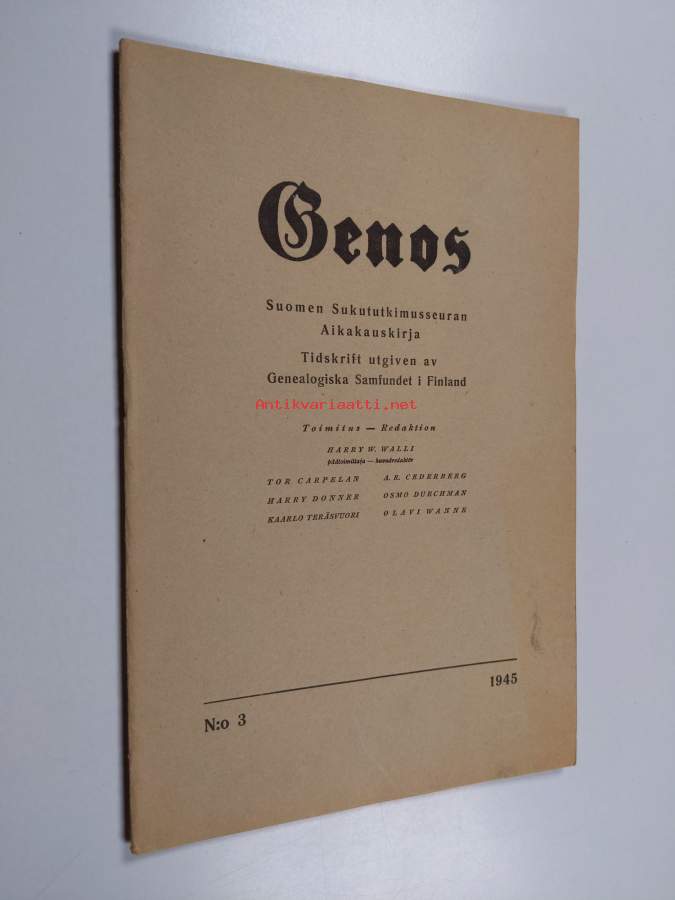 Genos
Suomen Sukututkimusseuran
Aikakauskirja
Tidskrift utgiven av
Genealogiska Samfundet i Finland
Antikvariaatti.net
Toimitus — Redaktion
HARRY W. WALLI
päätoimittaja — huvudredaktör
TOR CARPELAN A. R. CEDERBERG
HARRY DONNER OSMO DURCHMAN
KAARLO TERÄSVUORI OLAVI WANNE
N:o 3 1945